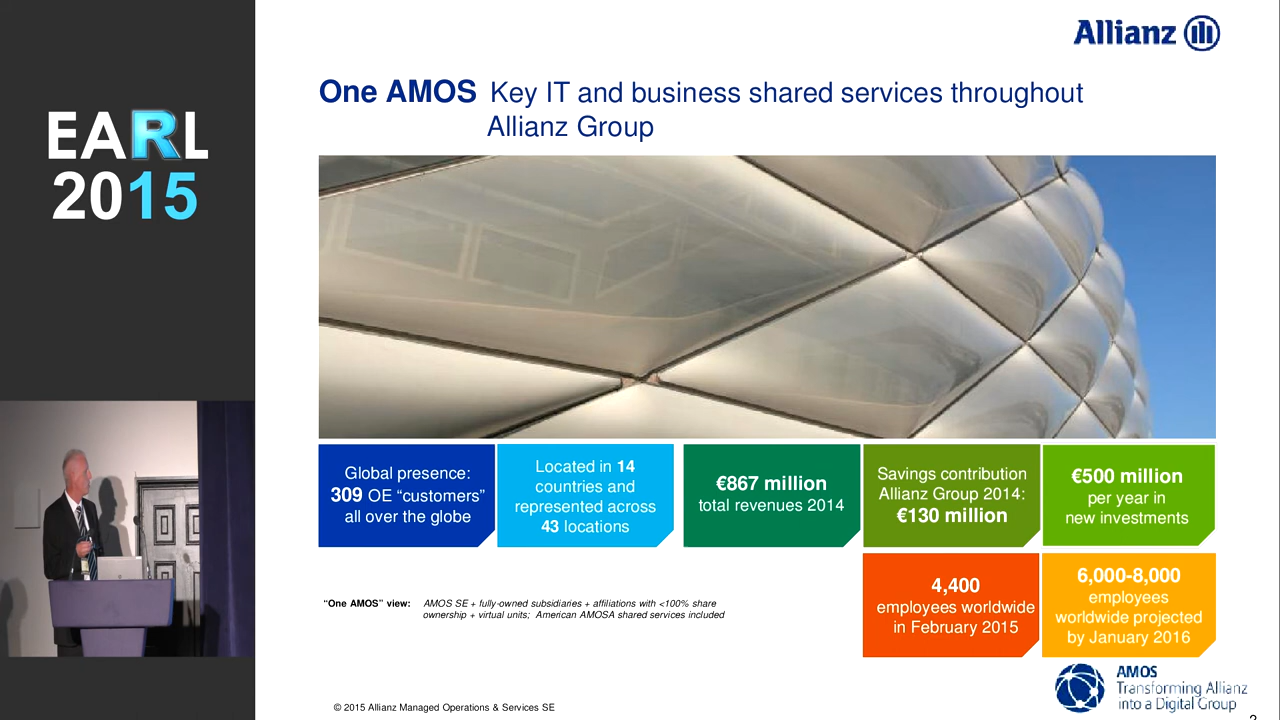 Allianz
EARL
2015
One AMOS Key IT and business shared services throughout
Allianz Group
Global presence:
309 OE “customers”
all over the globe
Located in 14
countries and
represented across
43 locations
€867 million
total revenues 2014
Savings contribution
Allianz Group 2014:
€130 million
€500 million
per year in
new investments
4,400
employees worldwide
in February 2015
6,000-8,000
employees
worldwide projected
by January 2016
“One AMOS” view: AMOS SE + fully-owned subsidiaries + affiliations with <100% share
ownership + virtual units; American AMOSA shared services included
AMOS
Transforming Allianz
into a Digital Group
© 2015 Allianz Managed Operations & Services SE
2